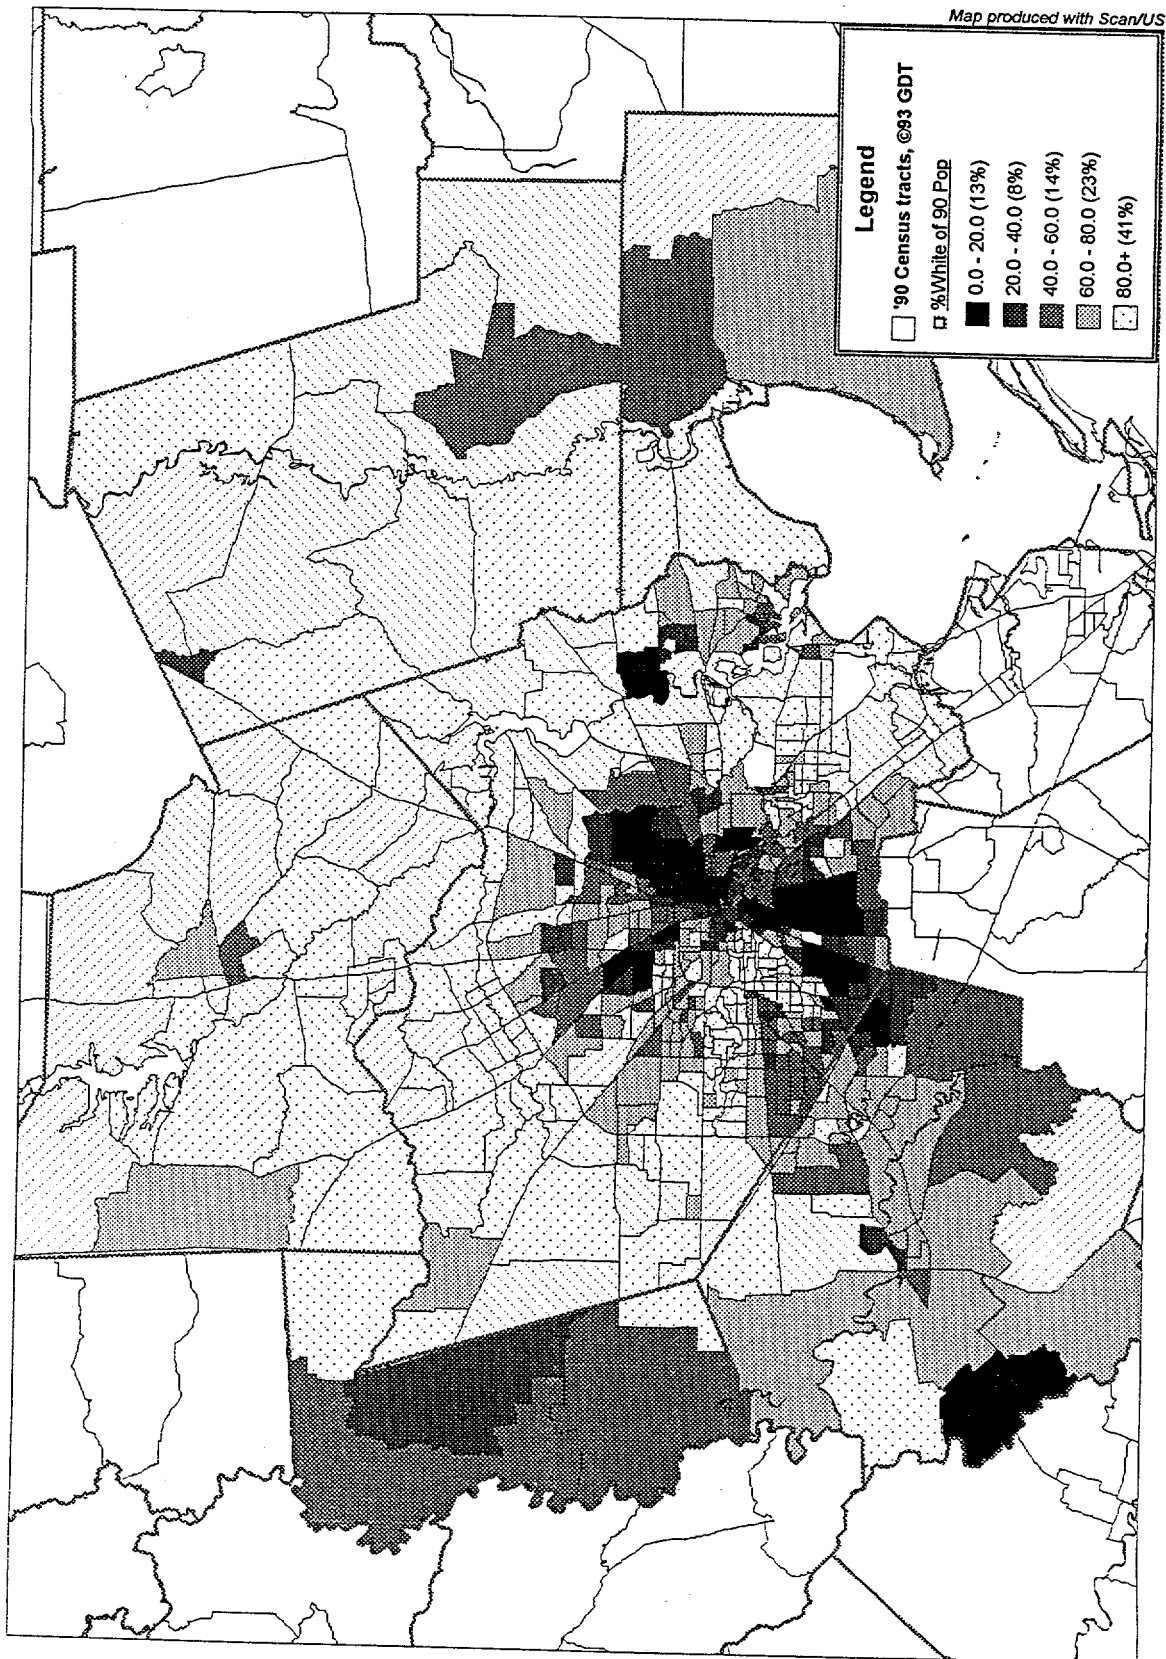 Map produced with Scan/US
Legend
'90 Census tracts, ©93 GDT
%White of 90 Pop
0.0 - 20.0 (13%)
20.0 - 40.0 (8%)
40.0 - 60.0 (14%)
60.0 - 80.0 (23%)
80.0+ (41%)